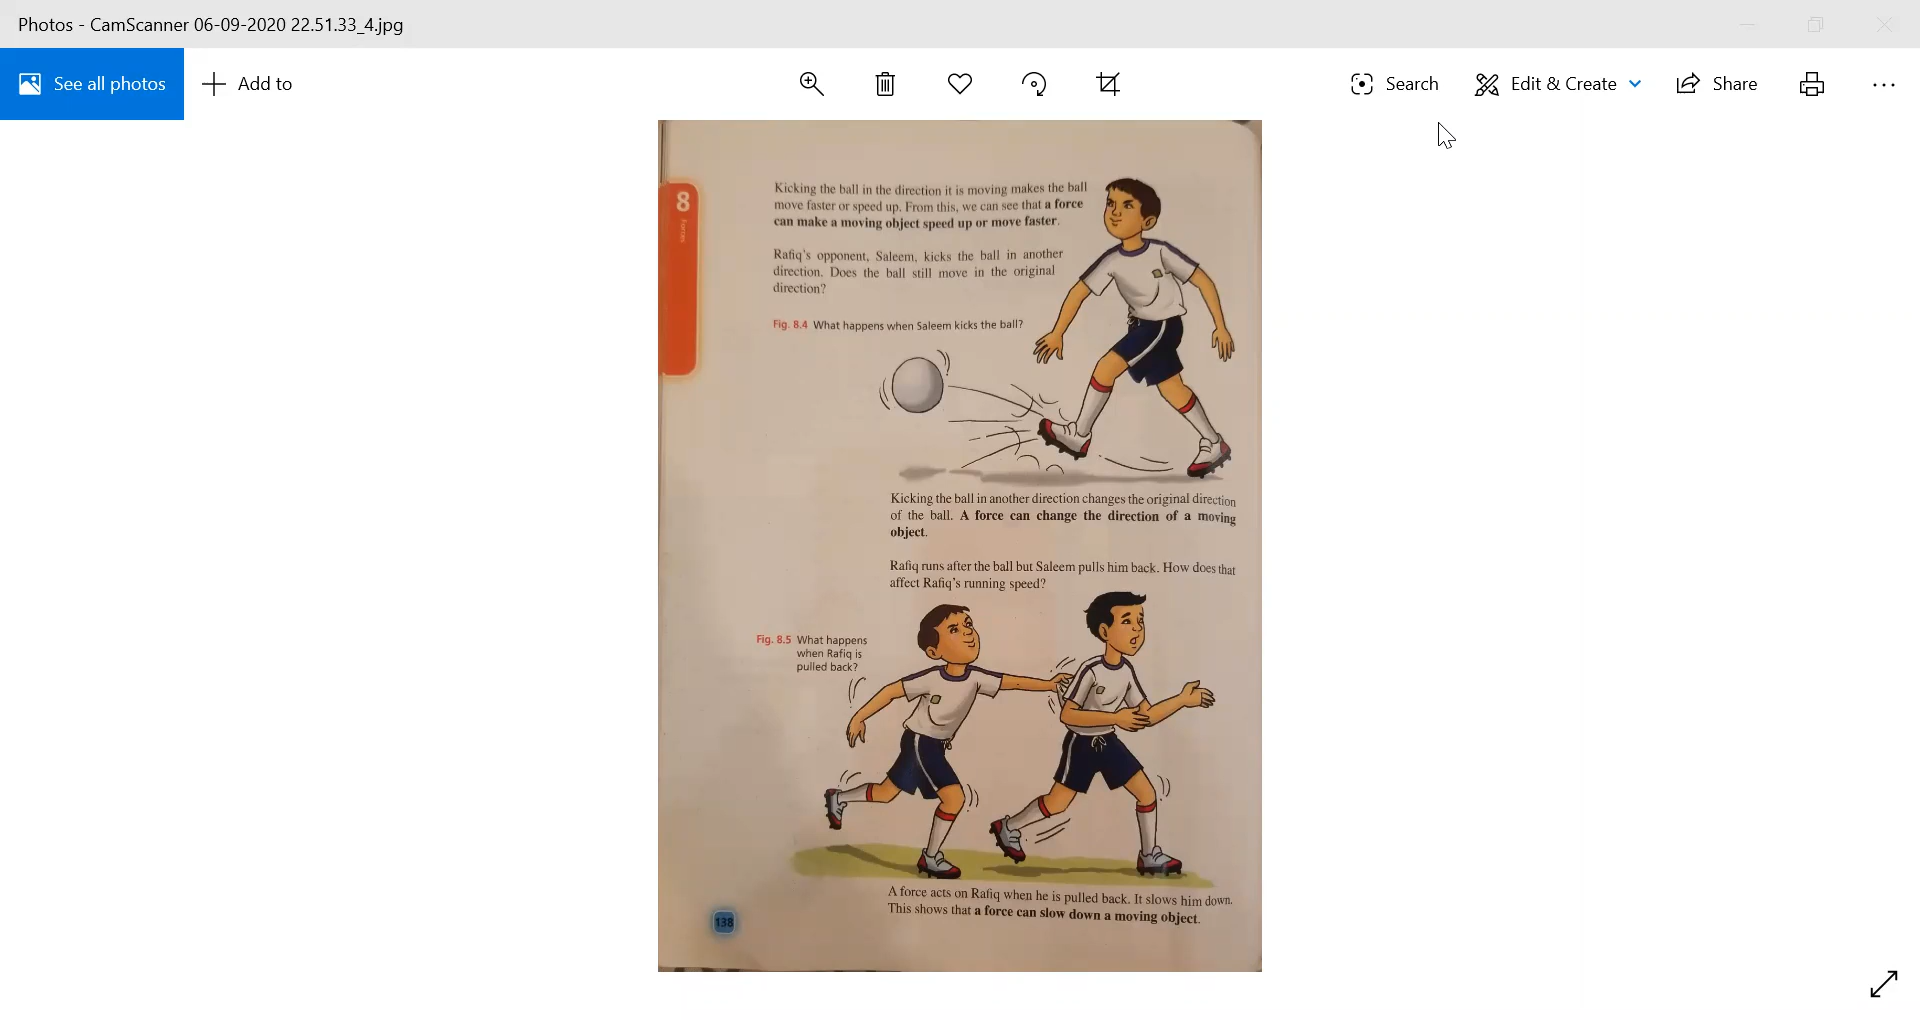 Photos - CamScanner 06-09-2020 22.51.33_4.jpg
See all photos
Add to
Search
Edit & Create
Share
8
Forces
Kicking the ball in the direction it is moving makes the ball
move faster or speed up. From this, we can see that a force
can make a moving object speed up or move faster.
Rafiq's opponent, Saleem, kicks the ball in another
direction. Does the ball still move in the original
direction?
Fig. 8.4 What happens when Saleem kicks the ball?
Kicking the ball in another direction changes the original direction
of the ball. A force can change the direction of a moving
object.
Rafiq runs after the ball but Saleem pulls him back. How does that
affect Rafiq's running speed?
Fig. 8.5 What happens
when Rafiq is
pulled back?
A force acts on Rafiq when he is pulled back. It slows him down.
This shows that a force can slow down a moving object.
138